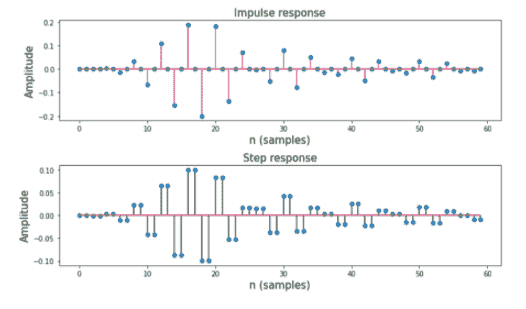 Impulse response
0.2
0.1
0.0
-0.1
-0.2
Amplitude
0 10 20 30 40 50 60
n (samples)
Step response
0.10
0.05
0.00
-0.05
-0.10
Amplitude
0 10 20 30 40 50 60
n (samples)